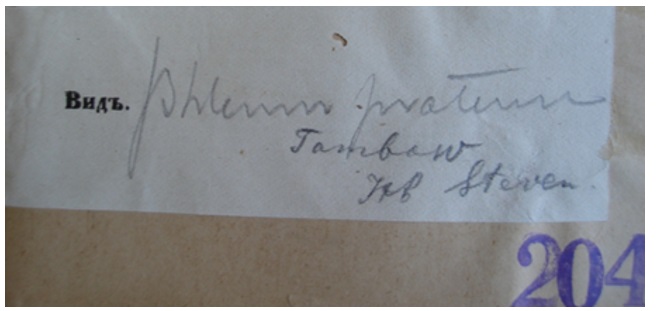 Видъ. Phleum pratense
Tambow
Hb Steven.
204